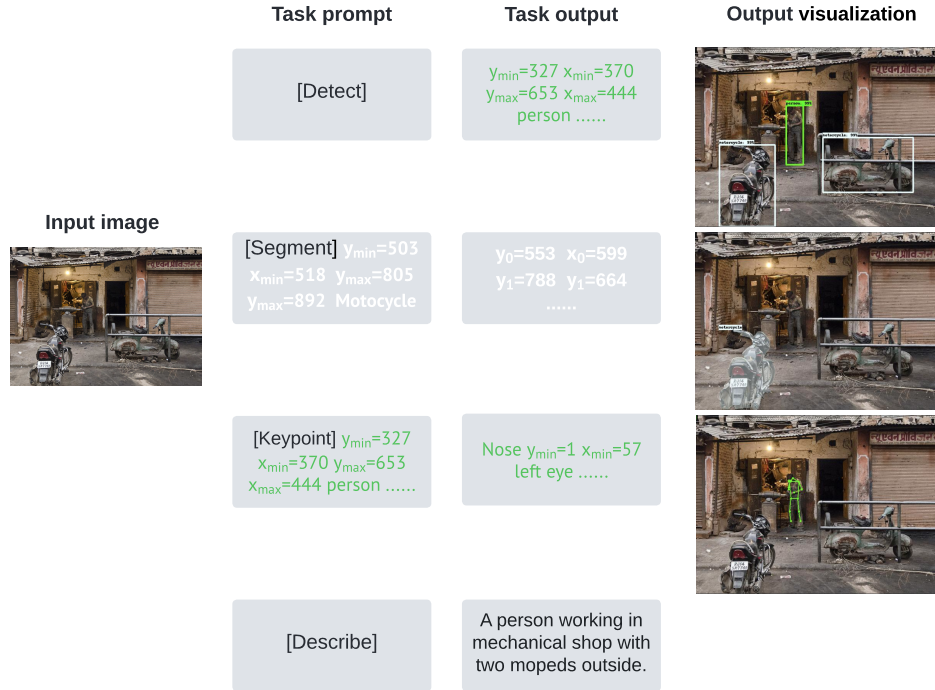 Task prompt
Task output
Output visualization
Input image
[Detect]
ymin=327 xmin=370
ymax=653 xmax=444
person ......
[Segment] ymin=503
xmin=518 ymax=805
ymax=892 Motocycle
y0=553 x0=599
y1=788 y1=664
......
[Keypoint] ymin=327
xmin=370 ymax=653
xmax=444 person ......
Nose ymin=1 xmin=57
left eye ......
[Describe]
A person working in
mechanical shop with
two mopeds outside.